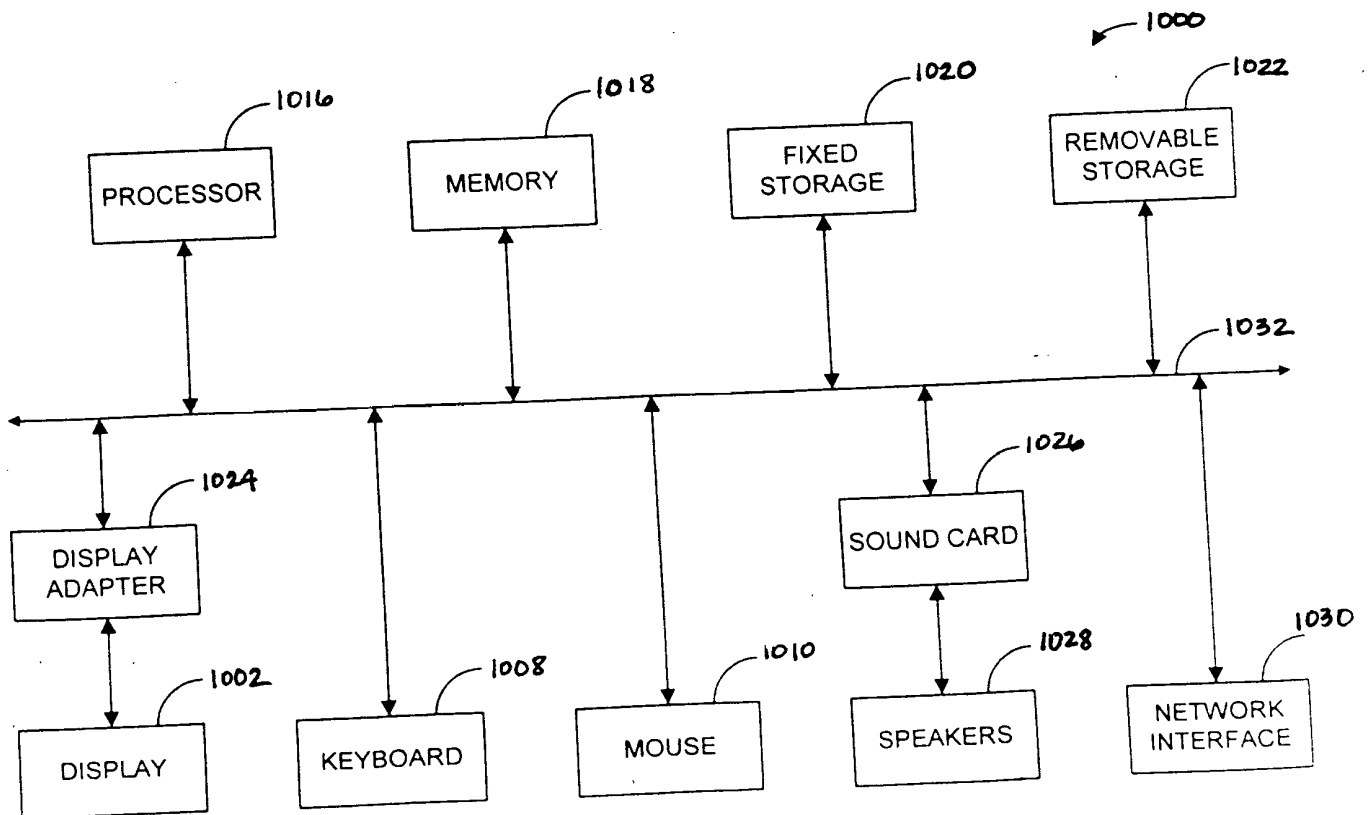 1000
1016
1018
1020
1022
PROCESSOR
MEMORY
FIXED
STORAGE
REMOVABLE
STORAGE
1032
1024
1026
DISPLAY
ADAPTER
SOUND CARD
1002
1008
1010
1028
1030
DISPLAY
KEYBOARD
MOUSE
SPEAKERS
NETWORK
INTERFACE